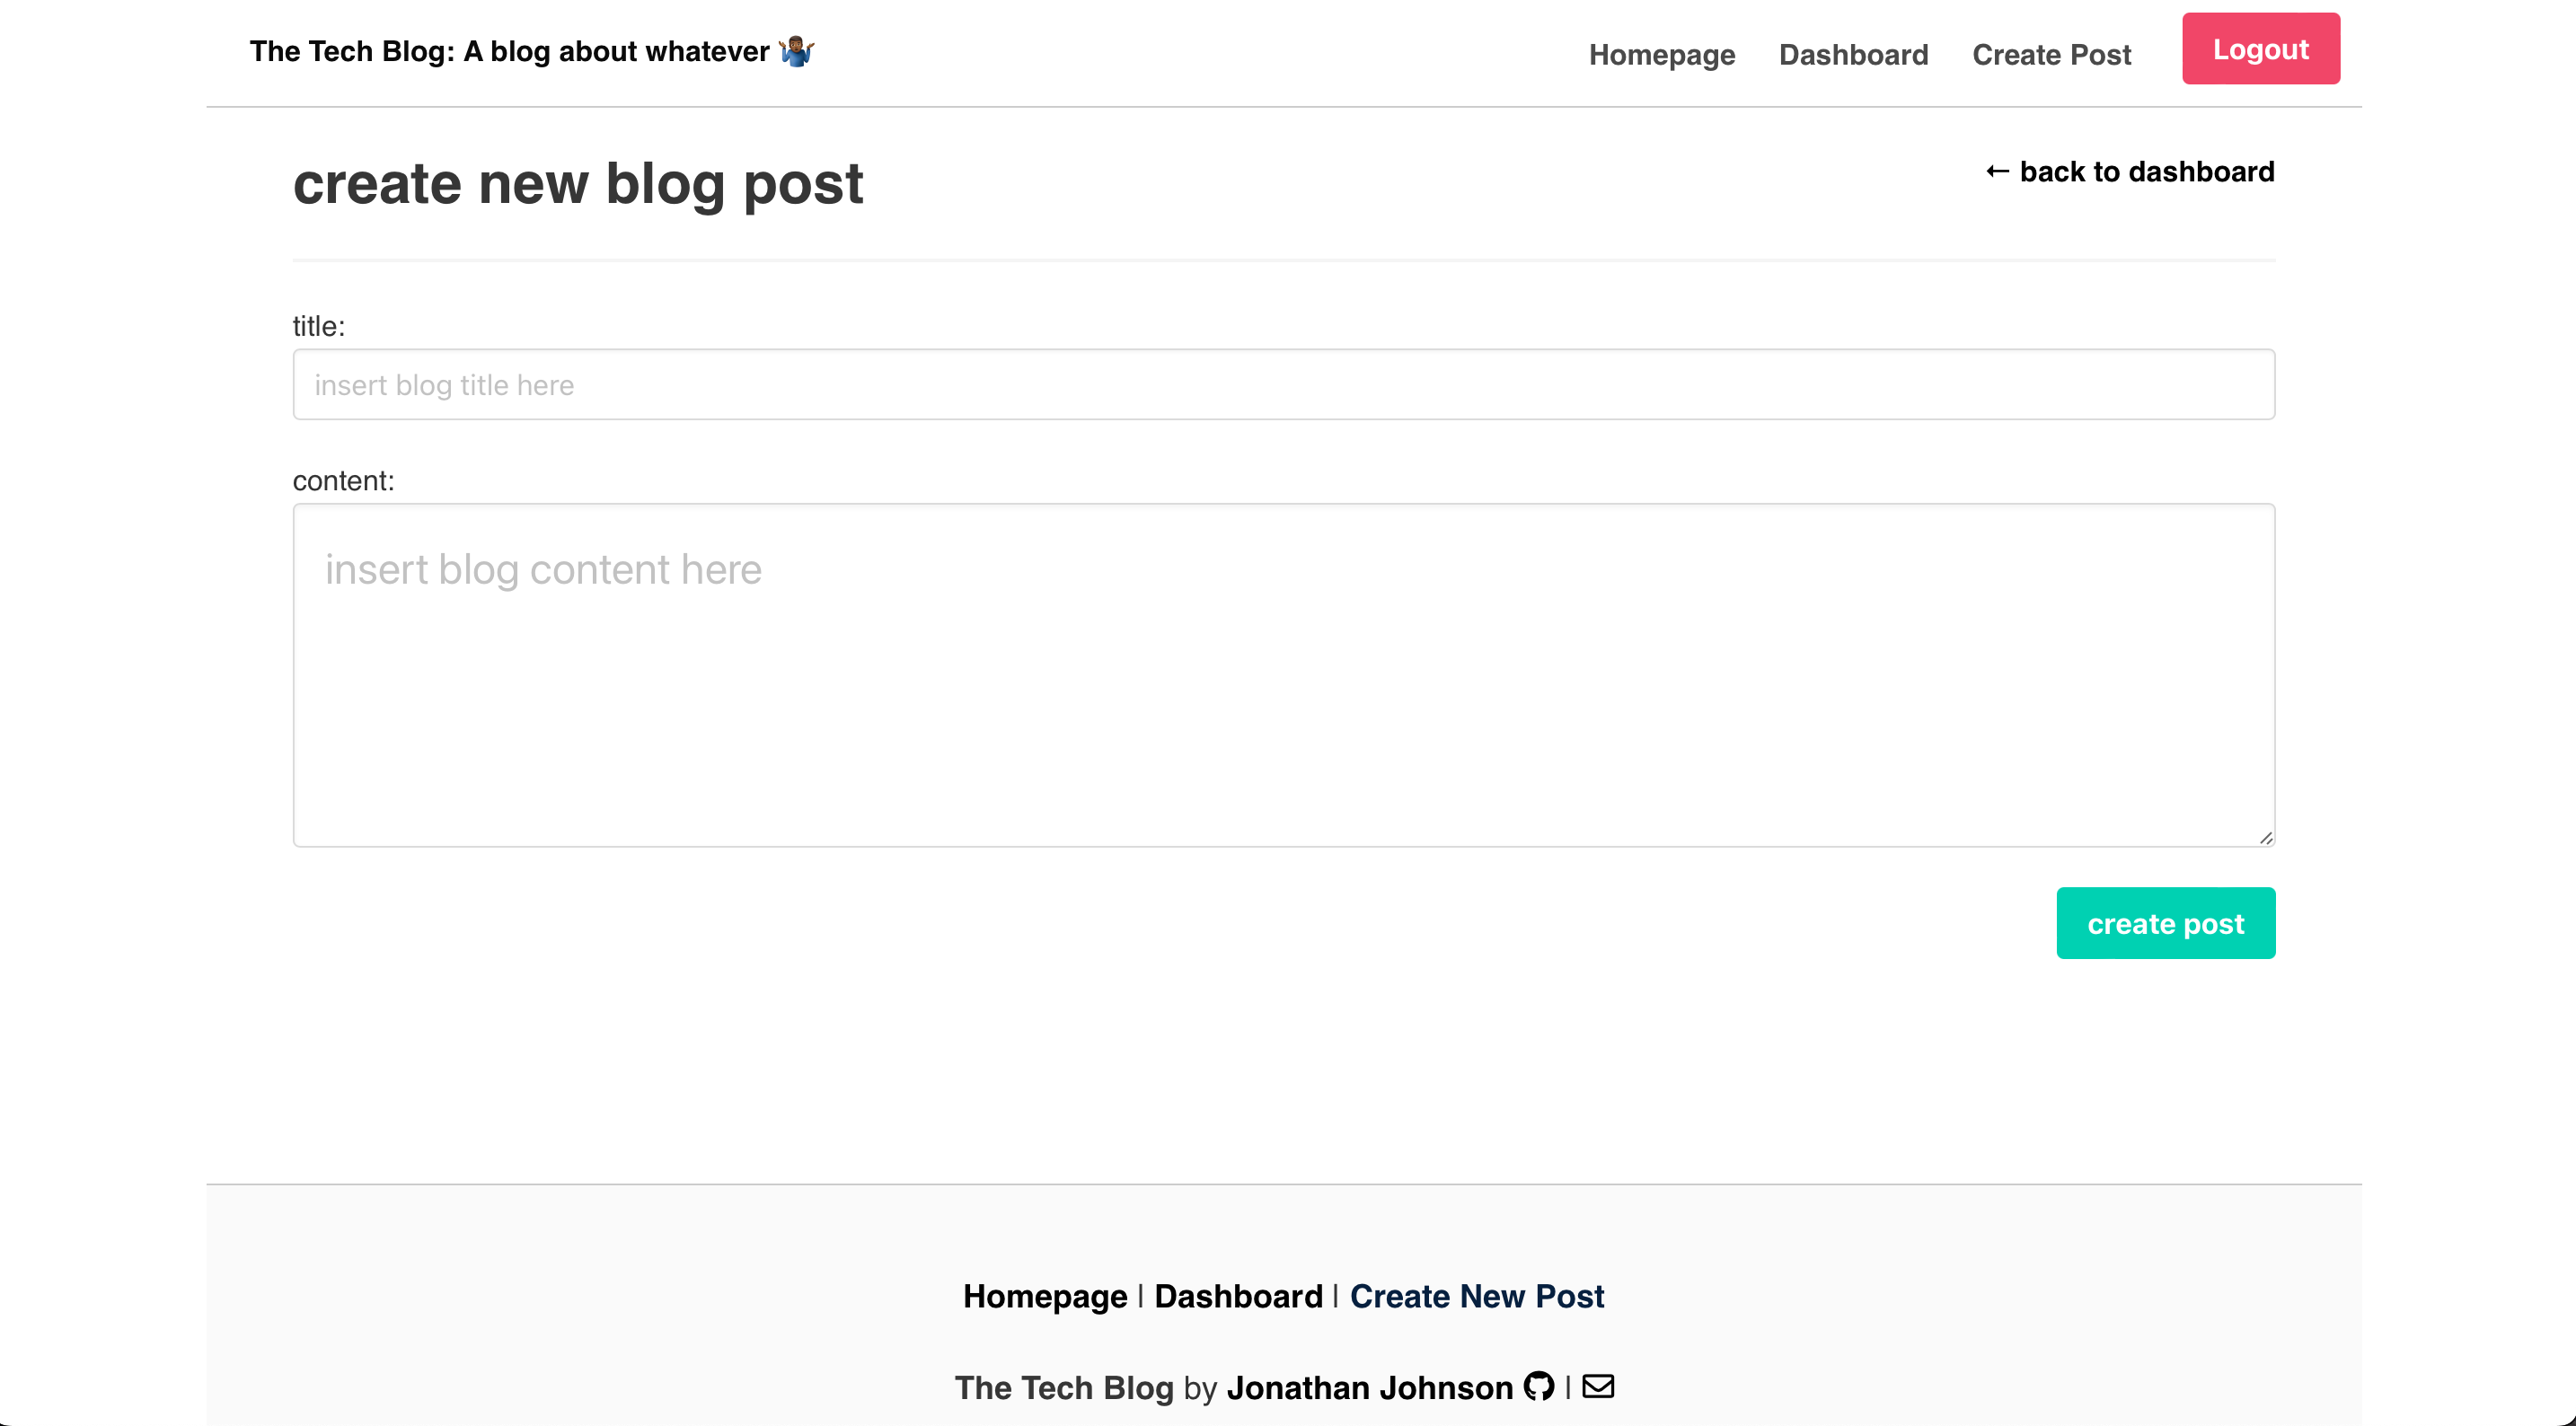 The Tech Blog: A blog about whatever 🤷🏾‍♂️ Homepage Dashboard Create Post Logout
create new blog post ← back to dashboard
title:
insert blog title here
content:
insert blog content here
create post
Homepage | Dashboard | Create New Post
The Tech Blog by Jonathan Johnson |